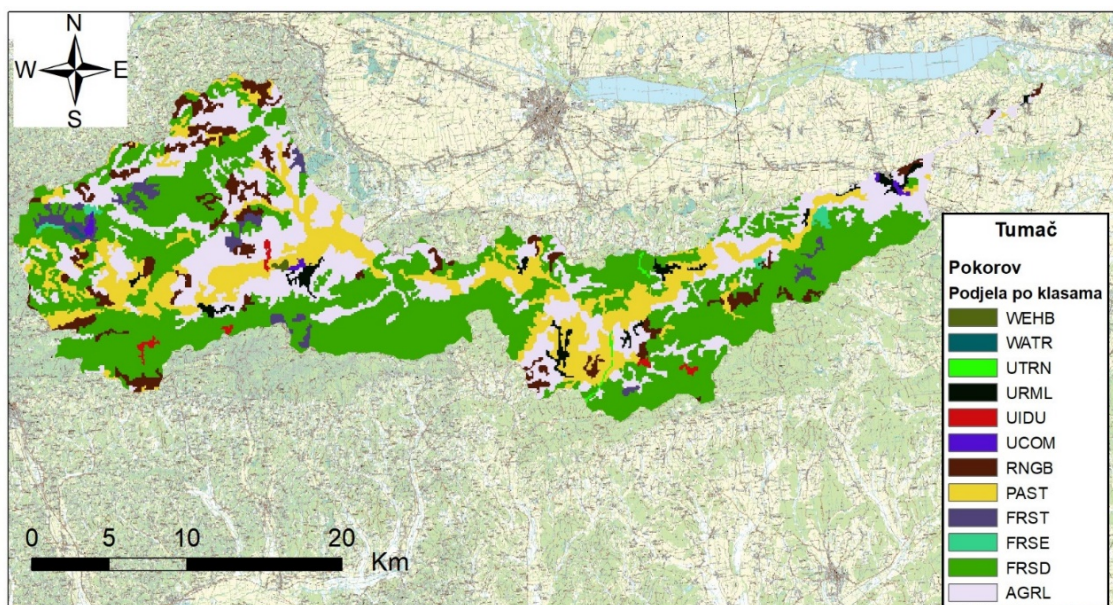 N
W E
S
Tumač
Pokorov
Podjela po klasama
WEHB
WATR
UTRN
URML
UIDU
UCOM
RNGB
PAST
FRST
FRSE
FRSD
AGRL
0 5 10 20
Km